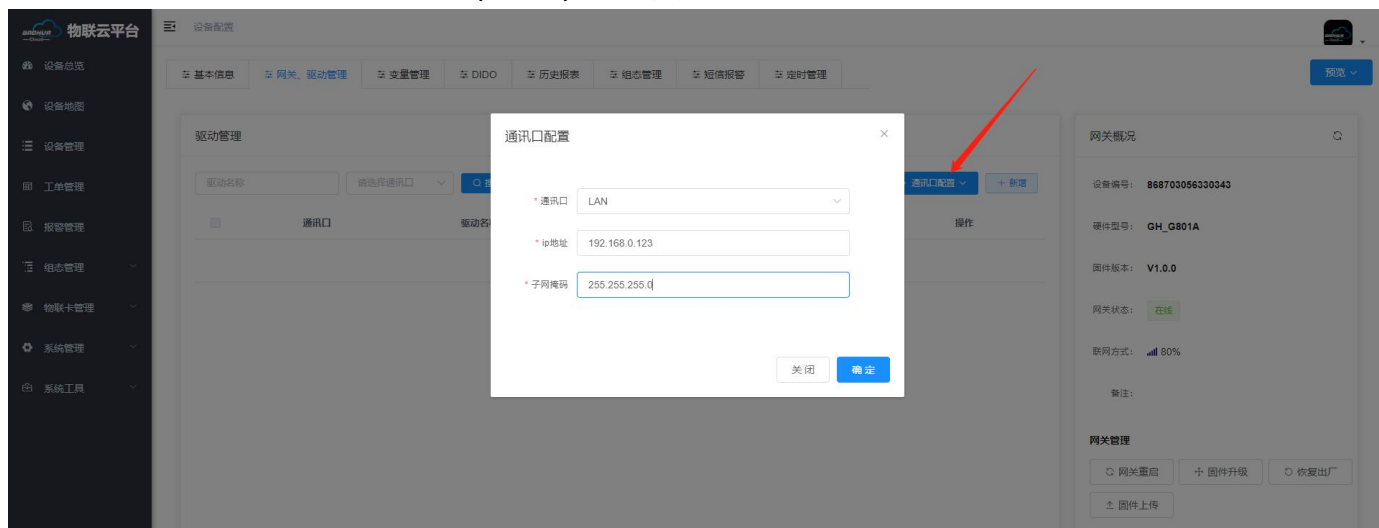 物联云平台
设备配置
设备总览
设备地图
设备管理
工单管理
报警管理
组态管理
物联卡管理
系统管理
系统工具
基本信息
网关、驱动管理
变量管理
DIDO
历史报表
组态管理
短信报警
定时管理
预览
驱动管理
驱动名称
请选择通讯口
通讯口配置
+ 新增
通讯口
操作
通讯口配置
* 通讯口 LAN
* ip地址 192.168.0.123
* 子网掩码 255.255.255.0
关闭
确定
网关概况
设备编号: 868703056330343
硬件型号: GH_G801A
固件版本: V1.0.0
网关状态: 在线
联网方式: 80%
备注:
网关管理
网关重启
固件升级
恢复出厂
固件上传